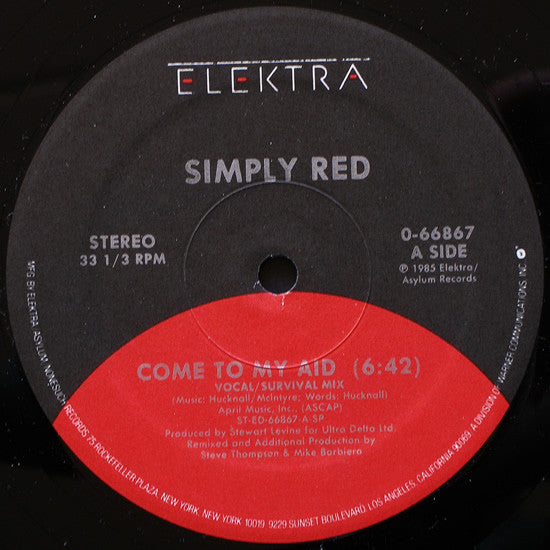 ELEKTRA
SIMPLY RED
STEREO
33 1/3 RPM
0-66867
A SIDE
℗ 1985 Elektra/
Asylum Records
COME TO MY AID (6:42)
VOCAL/SURVIVAL MIX
(Music: Hucknall/McIntyre; Words: Hucknall)
April Music, Inc., (ASCAP)
ST-ED-66867-A SP
Produced by Stewart Levine for Ultra Delta Ltd.
Remixed and Additional Production by
Steve Thompson & Mike Barbiero
MFG. BY ELEKTRA/ASYLUM/NONESUCH RECORDS 75 ROCKEFELLER PLAZA, NEW YORK, NEW YORK 10019 9229 SUNSET BOULEVARD, LOS ANGELES, CALIFORNIA 90069 A DIVISION OF WARNER COMMUNICATIONS INC.